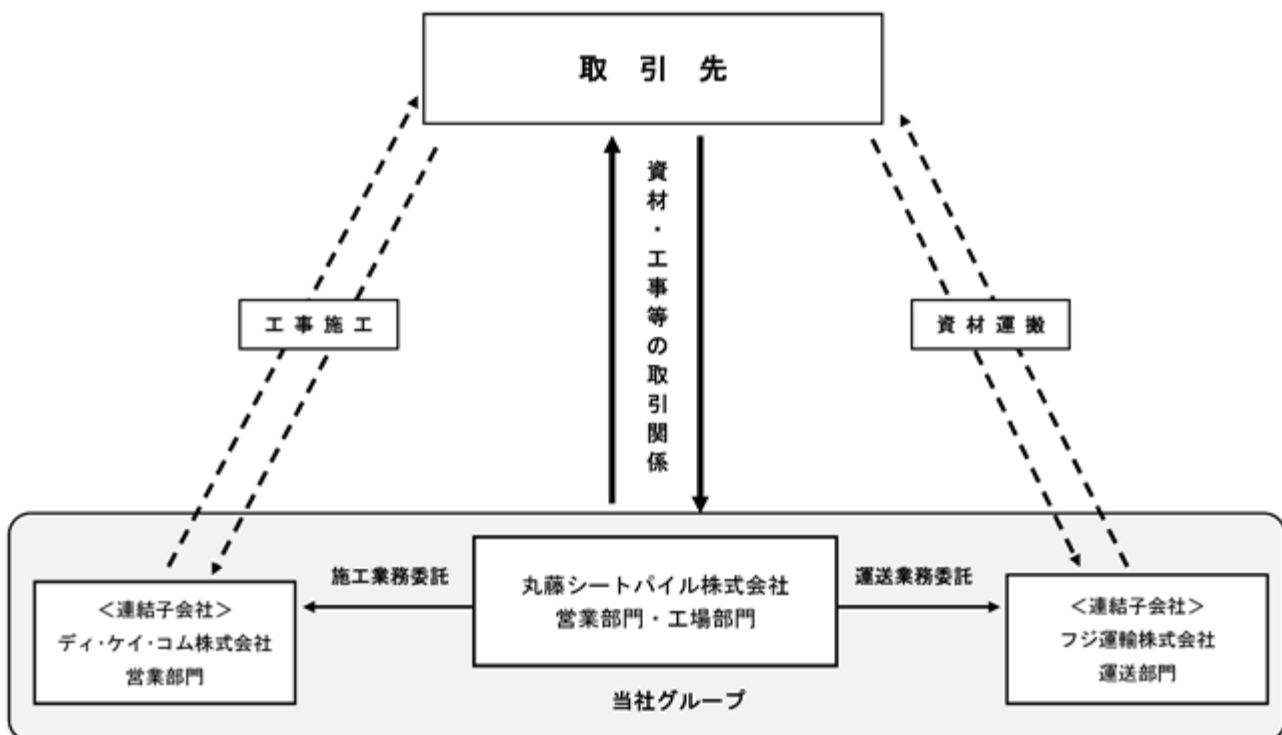 取 引 先
資材・工事等の取引関係
工 事 施 工
資 材 運 搬
施工業務委託
丸藤シートパイル株式会社
営業部門・工場部門
運送業務委託
＜連結子会社＞
ディ・ケイ・コム株式会社
営業部門
＜連結子会社＞
フジ運輸株式会社
運送部門
当社グループ